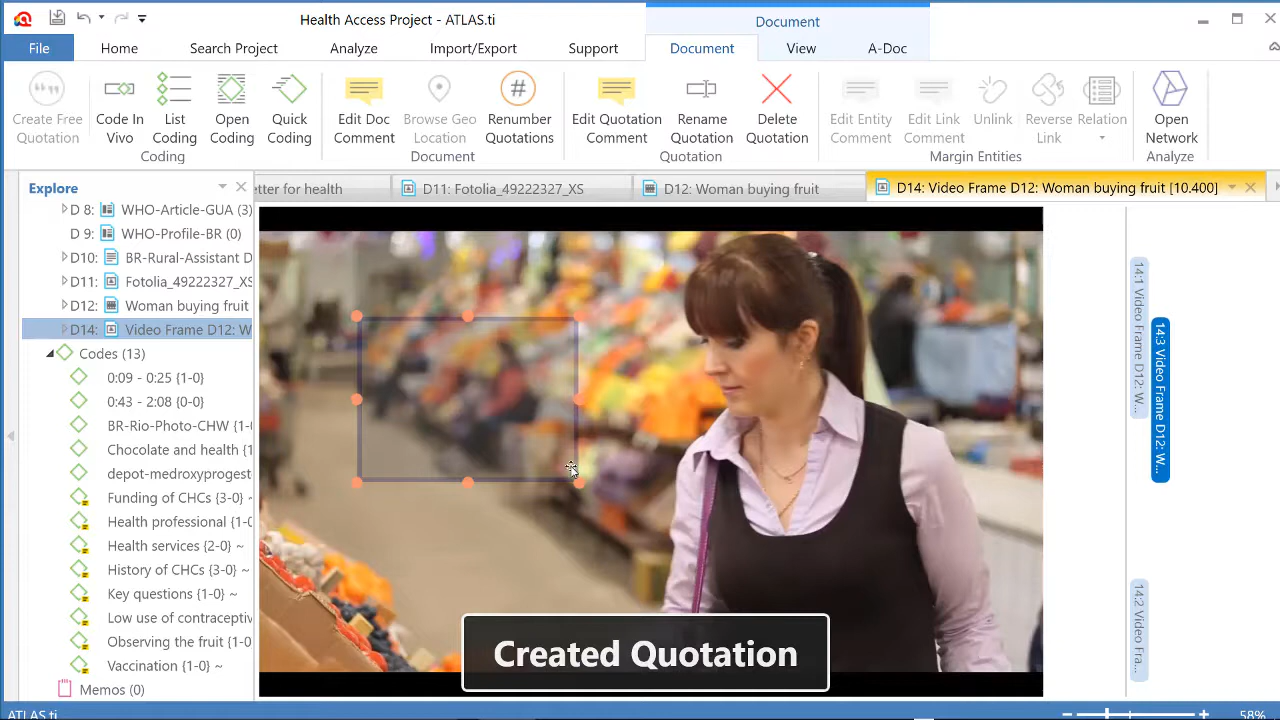 Health Access Project - ATLAS.ti
Document
File
Home
Search Project
Analyze
Import/Export
Support
Document
View
A-Doc
Create Free Quotation
Code In Vivo
List Coding
Open Coding
Quick Coding
Coding
Edit Doc Comment
Browse Geo Location
Renumber Quotations
Document
Edit Quotation Comment
Rename Quotation
Delete Quotation
Quotation
Edit Entity Comment
Edit Link Comment
Unlink
Reverse Link
Relation
Margin Entities
Open Network
Analyze
Explore
etter for health
D11: Fotolia_49222327_XS
D12: Woman buying fruit
D14: Video Frame D12: Woman buying fruit [10.400]
D 8: WHO-Article-GUA (3)
D 9: WHO-Profile-BR (0)
D10: BR-Rural-Assistant D
D11: Fotolia_49222327_XS
D12: Woman buying fruit
D14: Video Frame D12: W
Codes (13)
0:09 - 0:25 {1-0}
0:43 - 2:08 {0-0}
BR-Rio-Photo-CHW {1-0
Chocolate and health
depot-medroxyprogest
Funding of CHCs {3-0} ~
Health professional {1-0
Health services {2-0} ~
History of CHCs {3-0} ~
Key questions {1-0} ~
Low use of contraceptiv
Observing the fruit {1-0
Vaccination {1-0} ~
Memos (0)
14:1 Video Frame D12: W...
14:3 Video Frame D12: W...
14:2 Video Fra...
Created Quotation
ATLAS.ti
58%